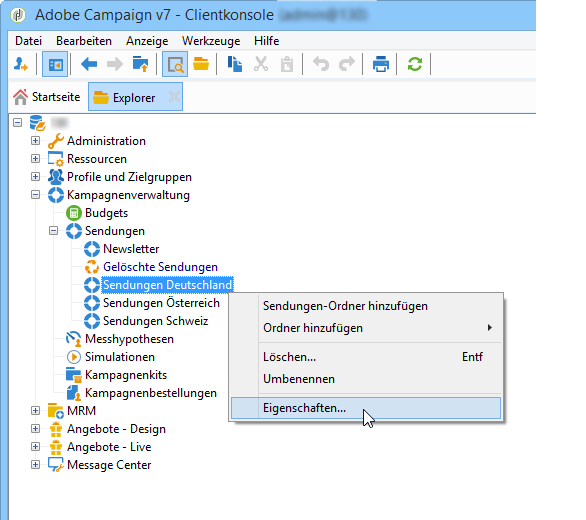 Adobe Campaign v7 - Clientkonsole (admin@130)
Datei Bearbeiten Anzeige Werkzeuge Hilfe
Startseite Explorer
Administration
Ressourcen
Profile und Zielgruppen
Kampagnenverwaltung
Budgets
Sendungen
Newsletter
Gelöschte Sendungen
Sendungen Deutschland
Sendungen Österreich
Sendungen Schweiz
Messhypothesen
Simulationen
Kampagnenkits
Kampagnenbestellungen
MRM
Angebote - Design
Angebote - Live
Message Center
Sendungen-Ordner hinzufügen
Ordner hinzufügen
Löschen... Entf
Umbenennen
Eigenschaften...